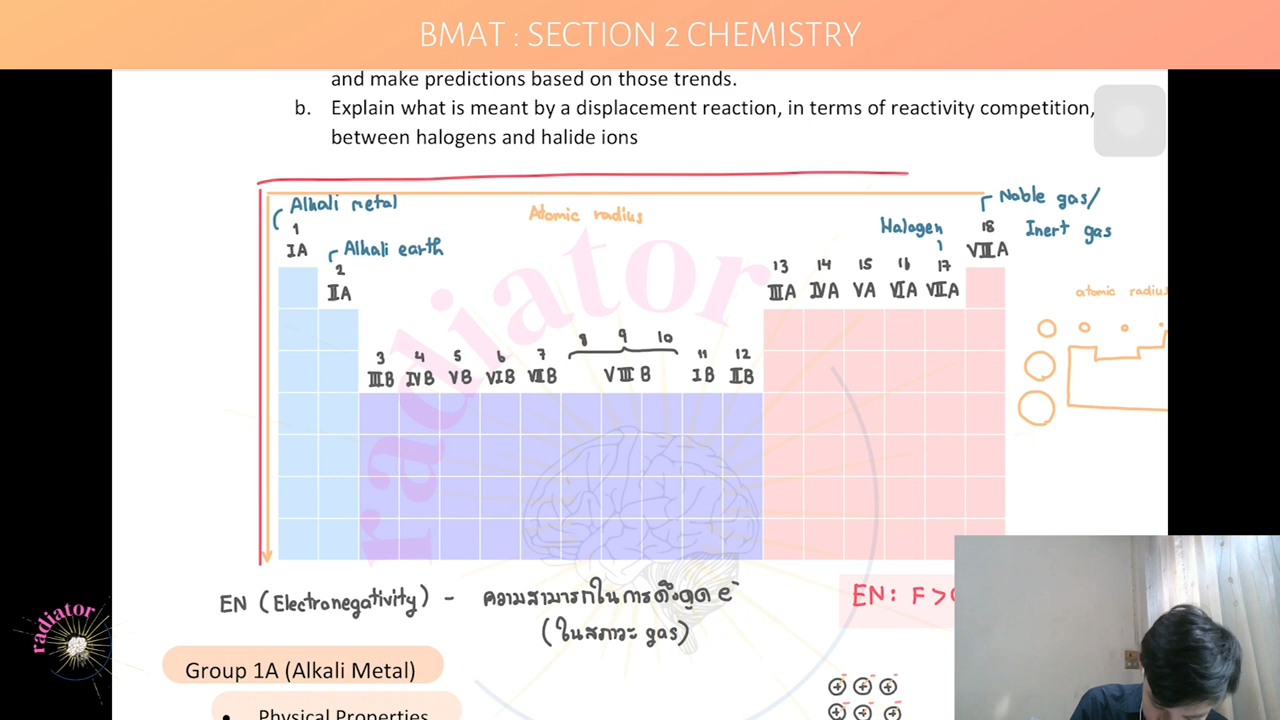 BMAT : SECTION 2 CHEMISTRY
and make predictions based on those trends.
b. Explain what is meant by a displacement reaction, in terms of reactivity competition,
between halogens and halide ions
Alkali metal
1
IA
Alkali earth
2
IIA
Atomic radius
3 4 5 6 7 8 9 10 11 12
IIIB IVB VB VIB VIIB VIII B IB IIB
Halogen
13 14 15 16 17
IIIA IVA VA VIA VIIA
Noble gas/
Inert gas
18
VIIIA
atomic radius
radiator
EN (Electronegativity) - ความสามารถในการดึงดูด e⁻
(ในสภาวะ gas)
EN: F >
Group 1A (Alkali Metal)
• Physical Properties
radiator